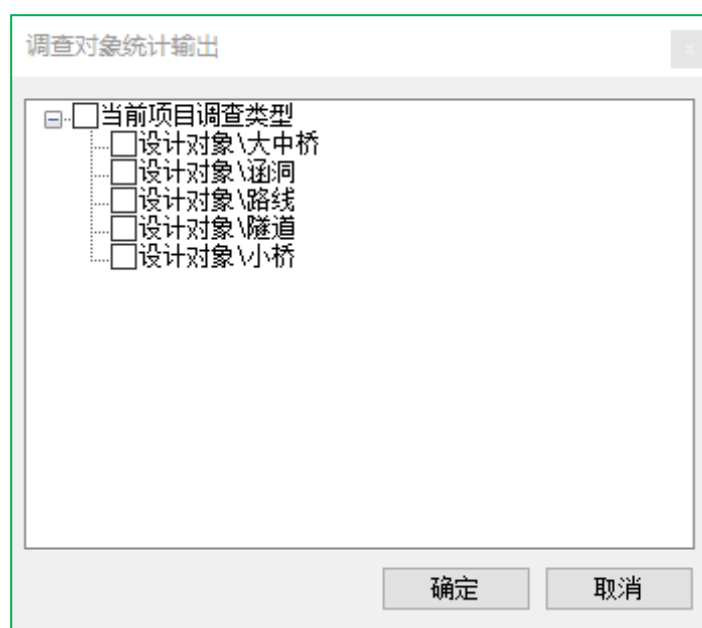 调查对象统计输出
x
当前项目调查类型
设计对象\大中桥
设计对象\涵洞
设计对象\路线
设计对象\隧道
设计对象\小桥
确定
取消